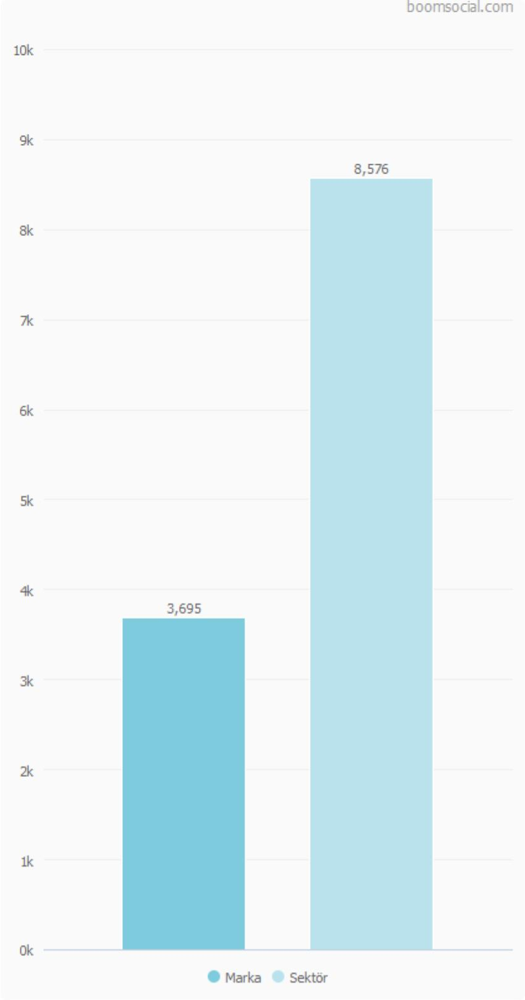 boomsocial.com
10k
9k
8,576
8k
7k
6k
5k
4k
3,695
3k
2k
1k
0k
Marka Sektör